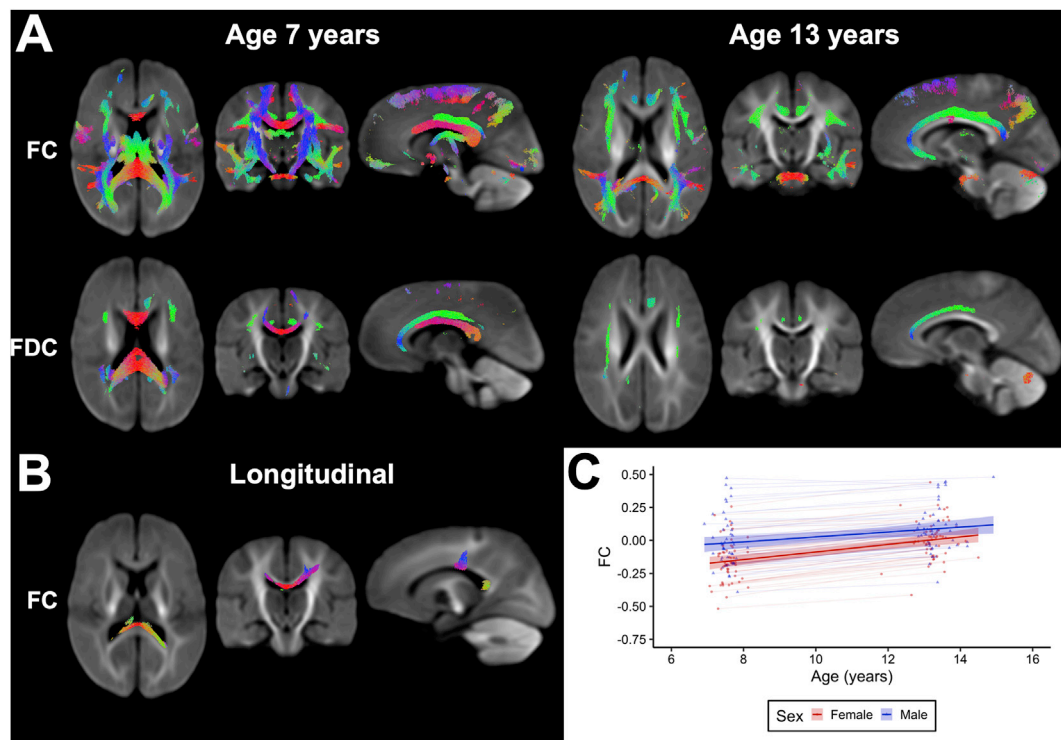 A
Age 7 years
Age 13 years
FC
FDC
B
Longitudinal
FC
C
0.50
0.25
0.00
-0.25
-0.50
-0.75
FC
6 8 10 12 14 16
Age (years)
Sex Female Male